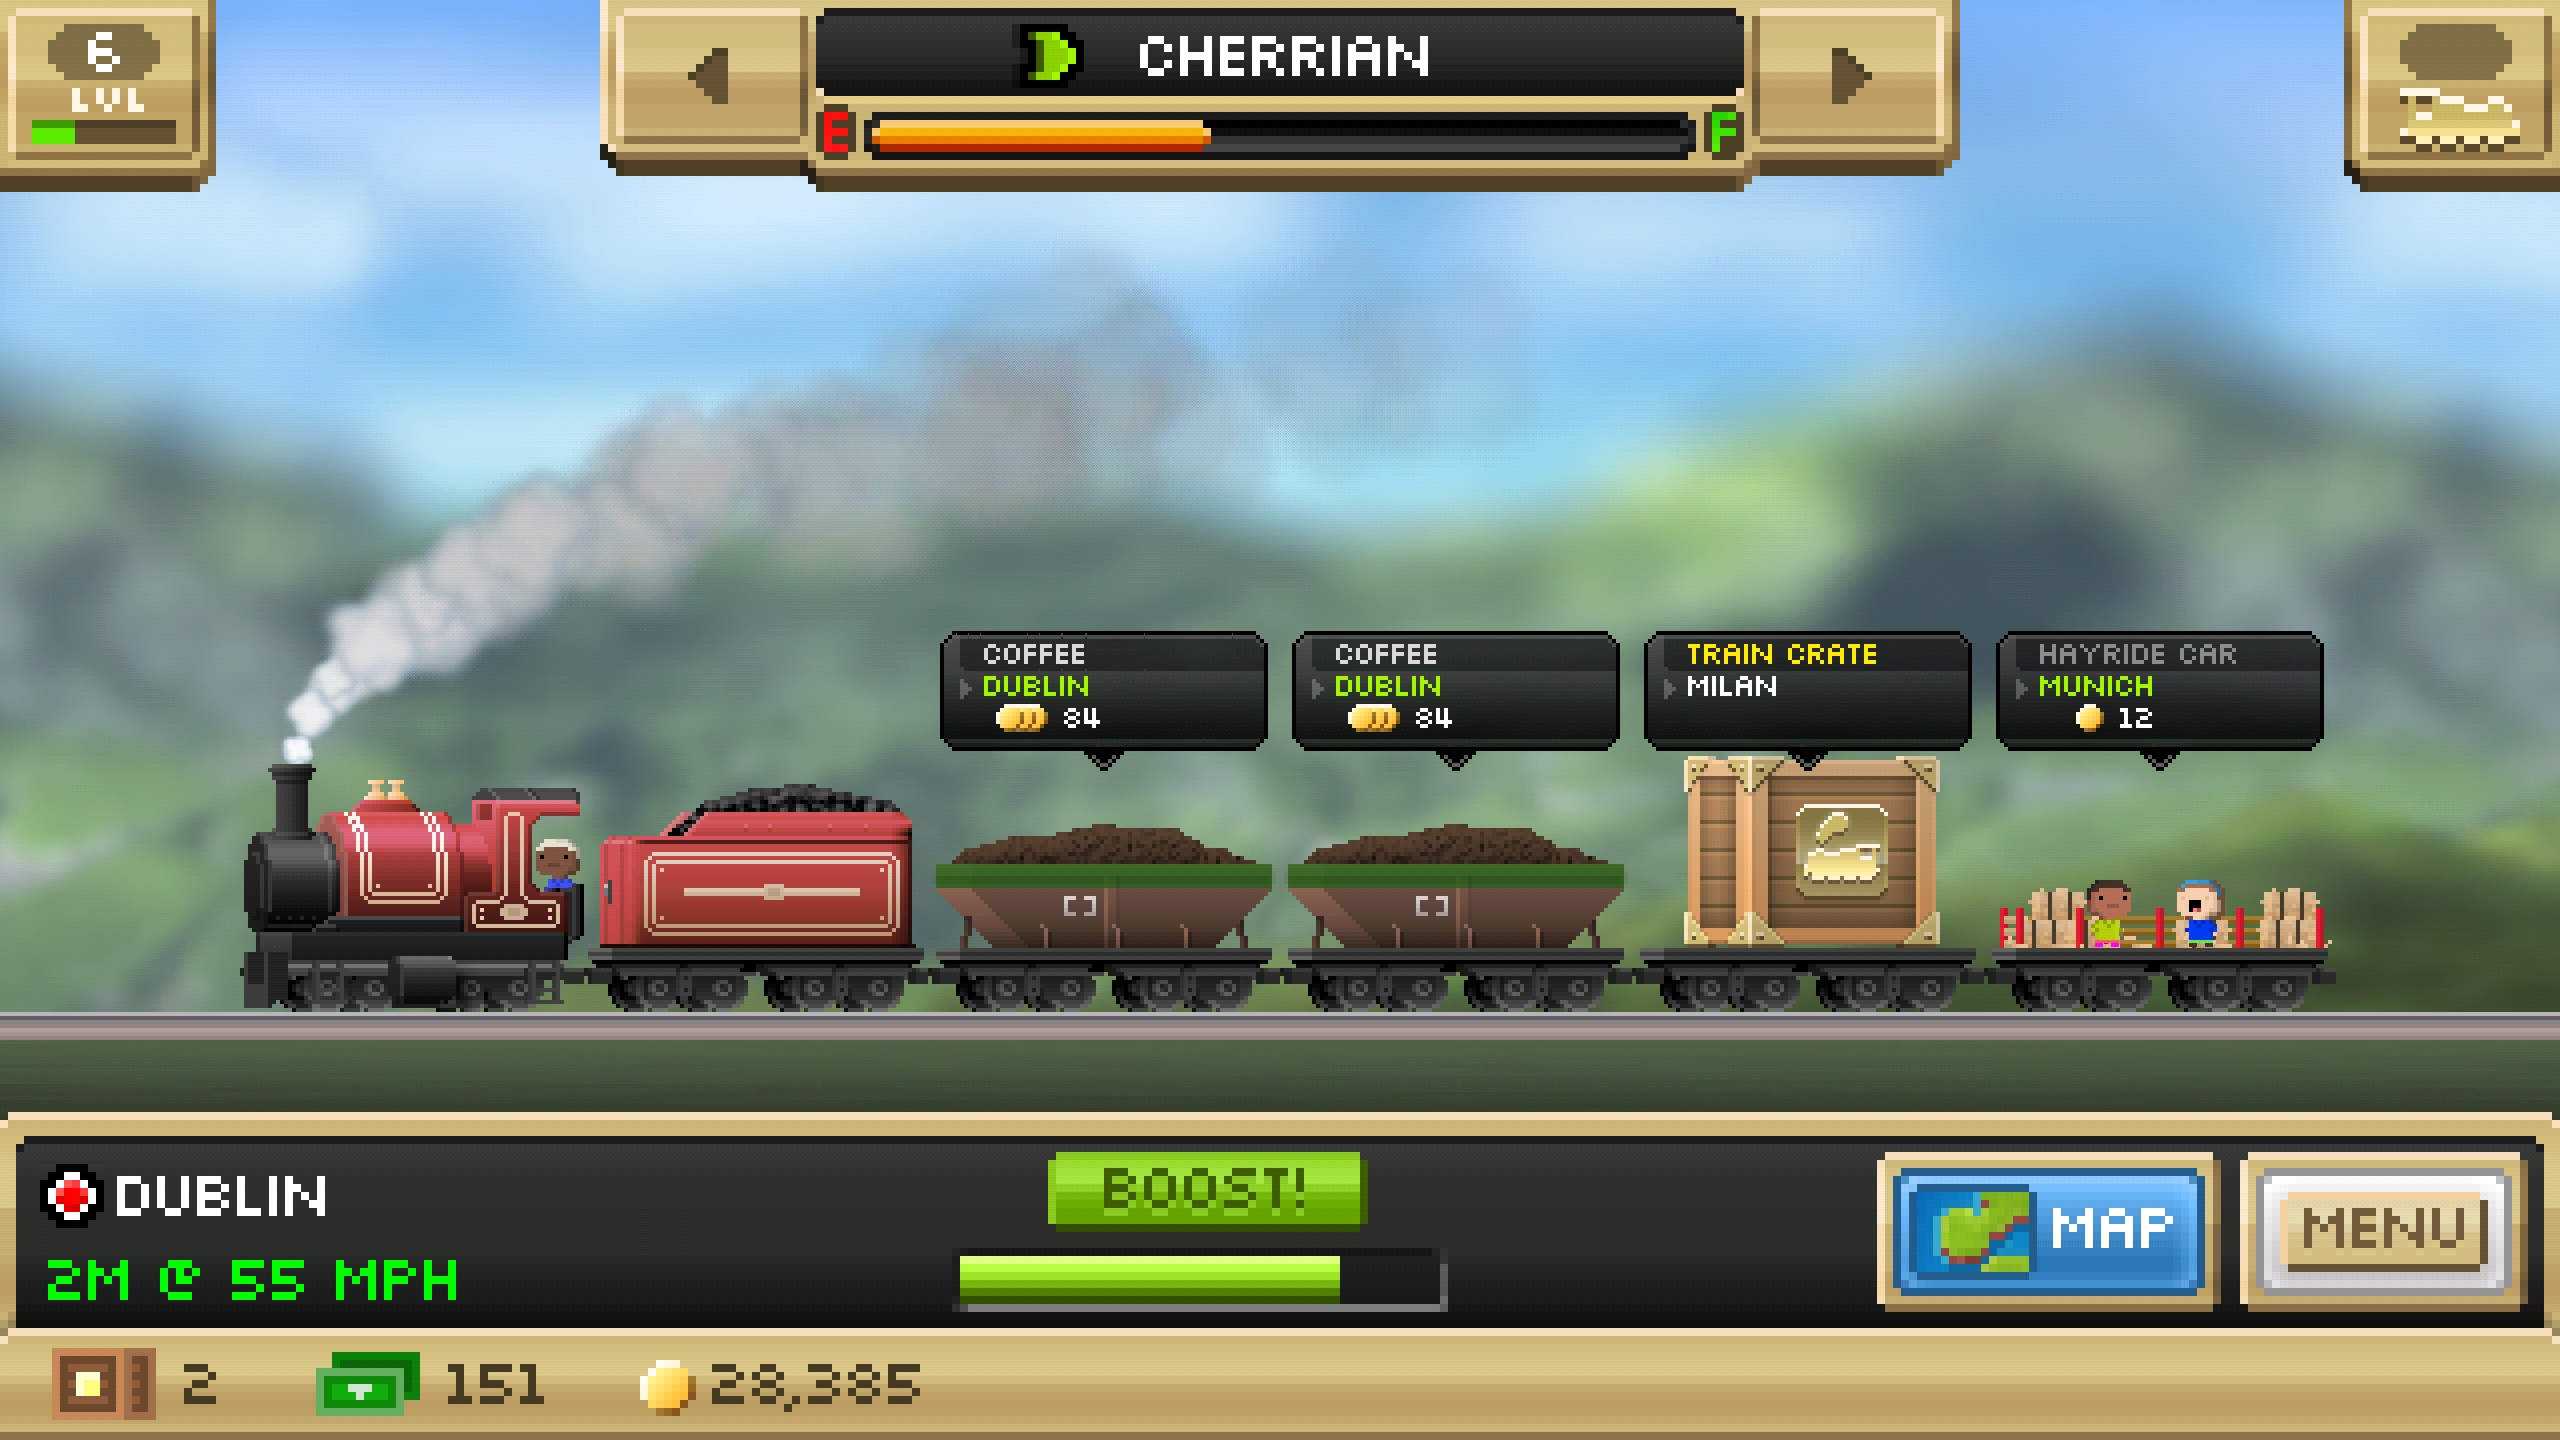 6
LVL
CHERRIAN
E F
COFFEE
DUBLIN
84
COFFEE
DUBLIN
84
TRAIN CRATE
MILAN
HAYRIDE CAR
MUNICH
12
DUBLIN
2M @ 55 MPH
BOOST!
MAP
MENU
2
151
28,385